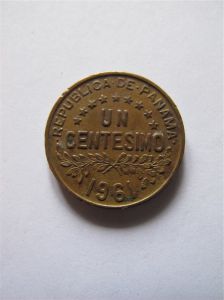 REPUBLICA·DE·PANAMA
UN
CENTESIMO
1961